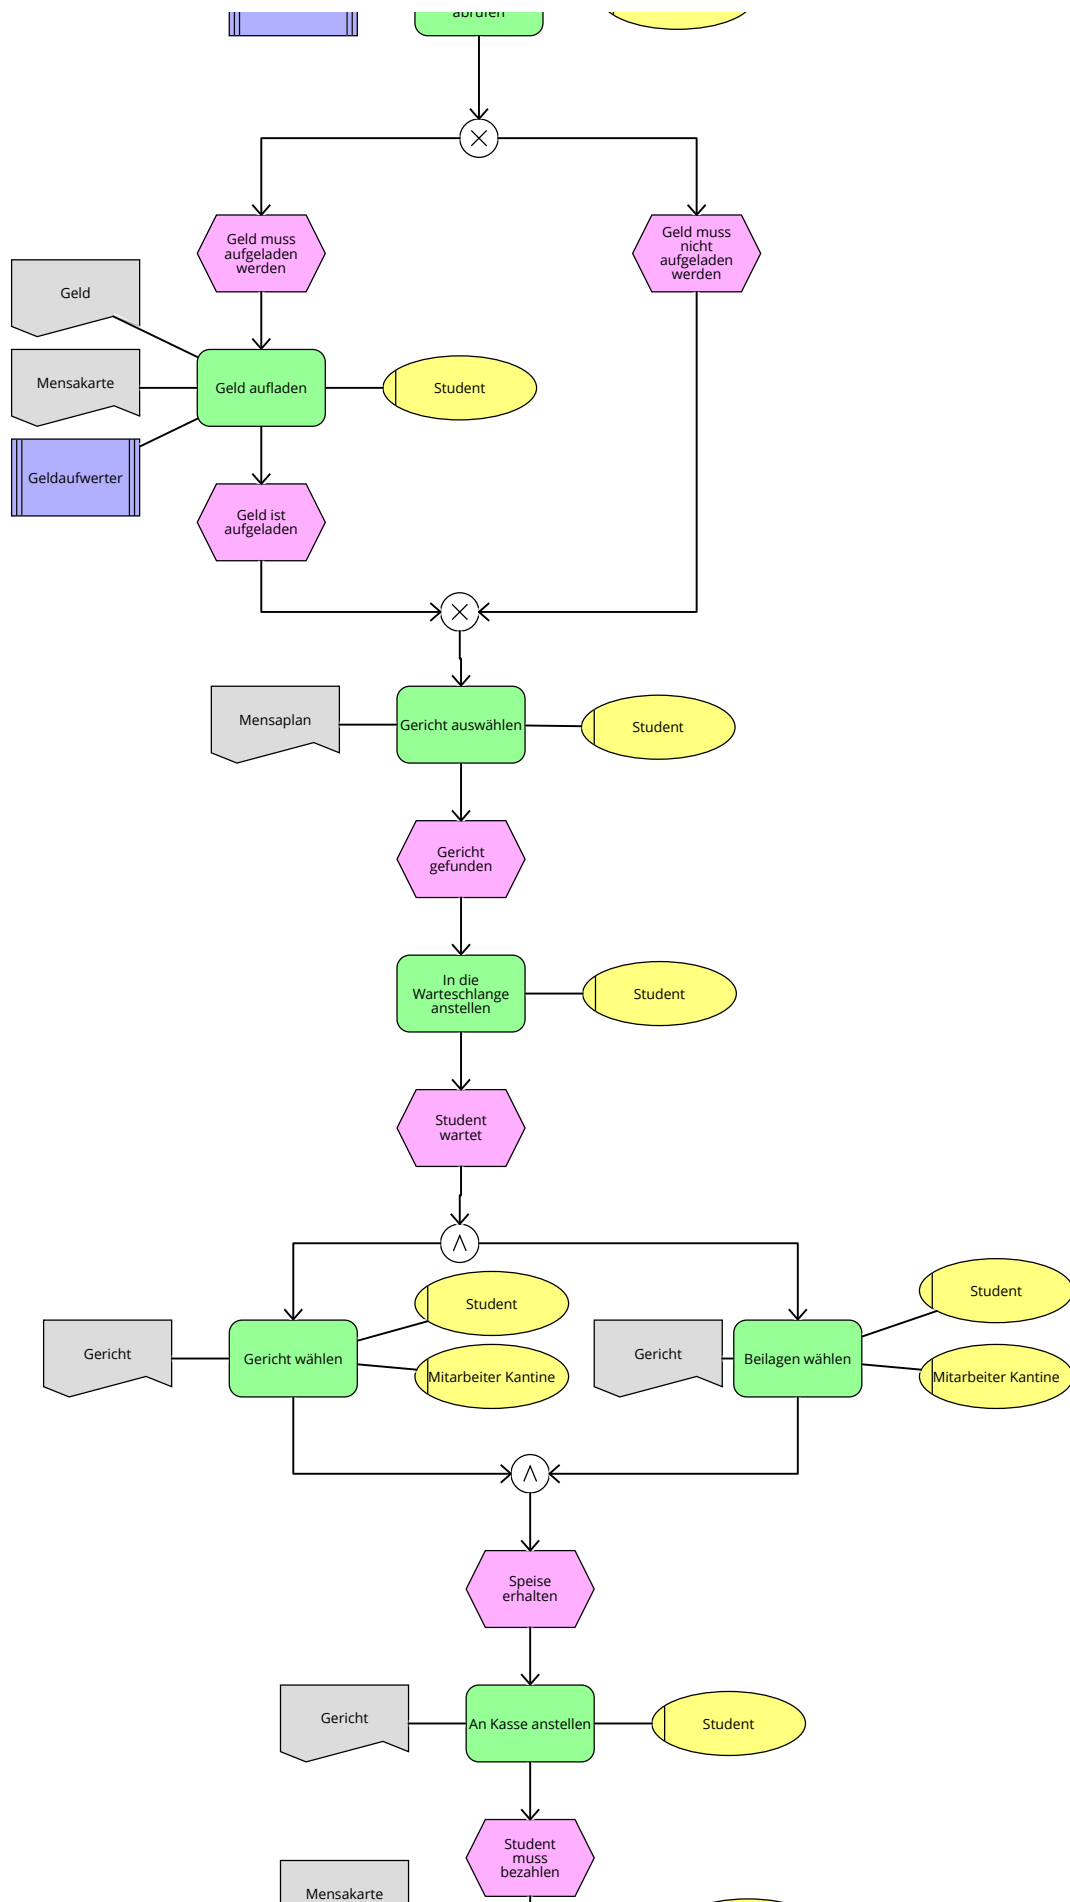 abrufen
Geld muss
aufgeladen
werden
Geld muss
nicht
aufgeladen
werden
Geld
Mensakarte
Geld aufladen
Student
Geldaufwerter
Geld ist
aufgeladen
Mensaplan
Gericht auswählen
Student
Gericht
gefunden
In die
Warteschlange
anstellen
Student
Student
wartet
Gericht
Gericht wählen
Student
Mitarbeiter Kantine
Gericht
Beilagen wählen
Student
Mitarbeiter Kantine
Speise
erhalten
Gericht
An Kasse anstellen
Student
Student
muss
bezahlen
Mensakarte